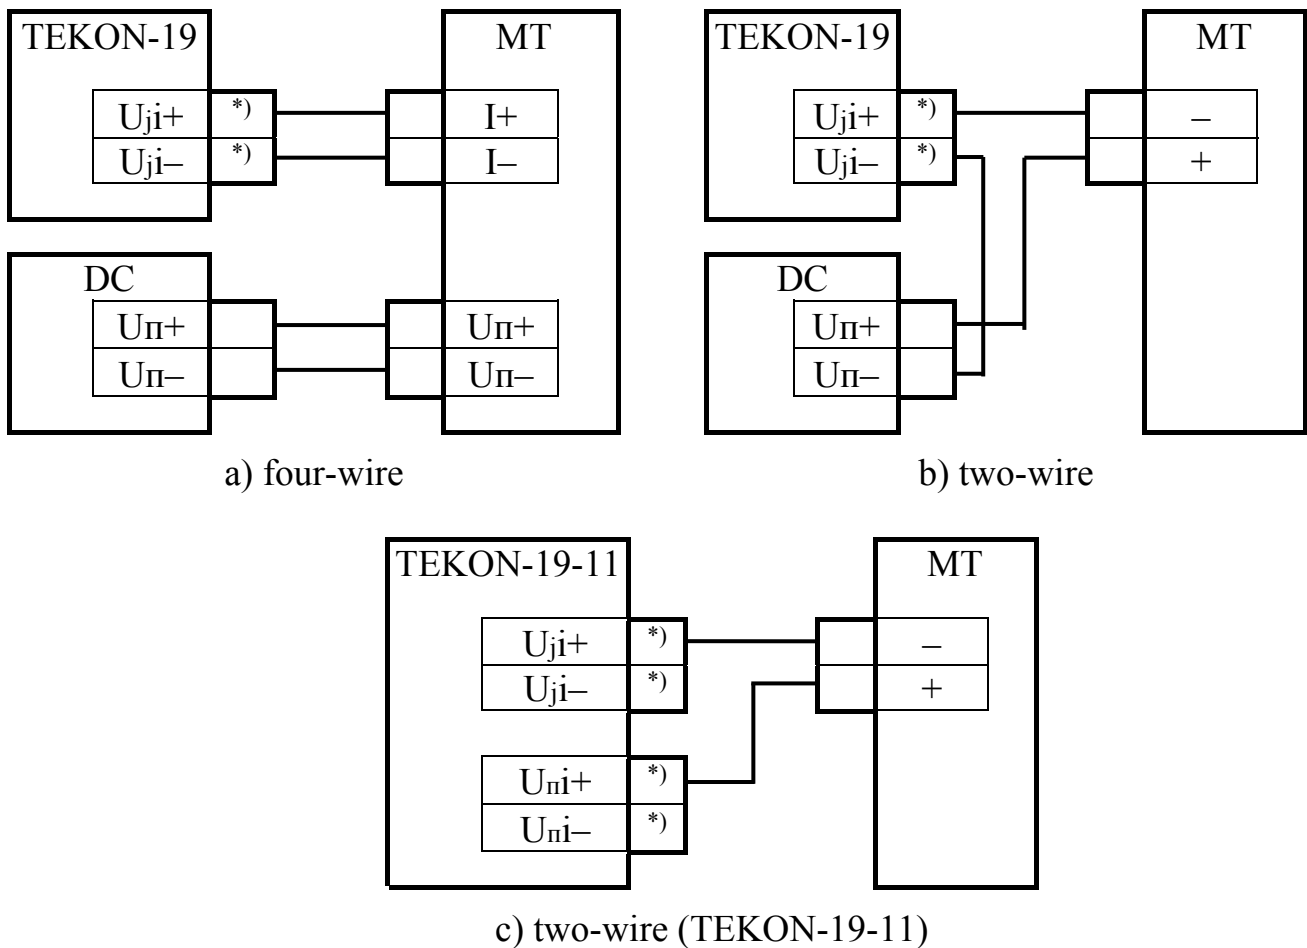 TEKON-19
MT
Uji+ *)
I+
Uji– *)
I–
DC
Uп+
Uп+
Uп–
Uп–
a) four-wire
TEKON-19
MT
Uji+ *)
–
Uji– *)
+
DC
Uп+
Uп–
b) two-wire
TEKON-19-11
MT
Uji+ *)
–
Uji– *)
+
Uпi+ *)
Uпi– *)
c) two-wire (TEKON-19-11)